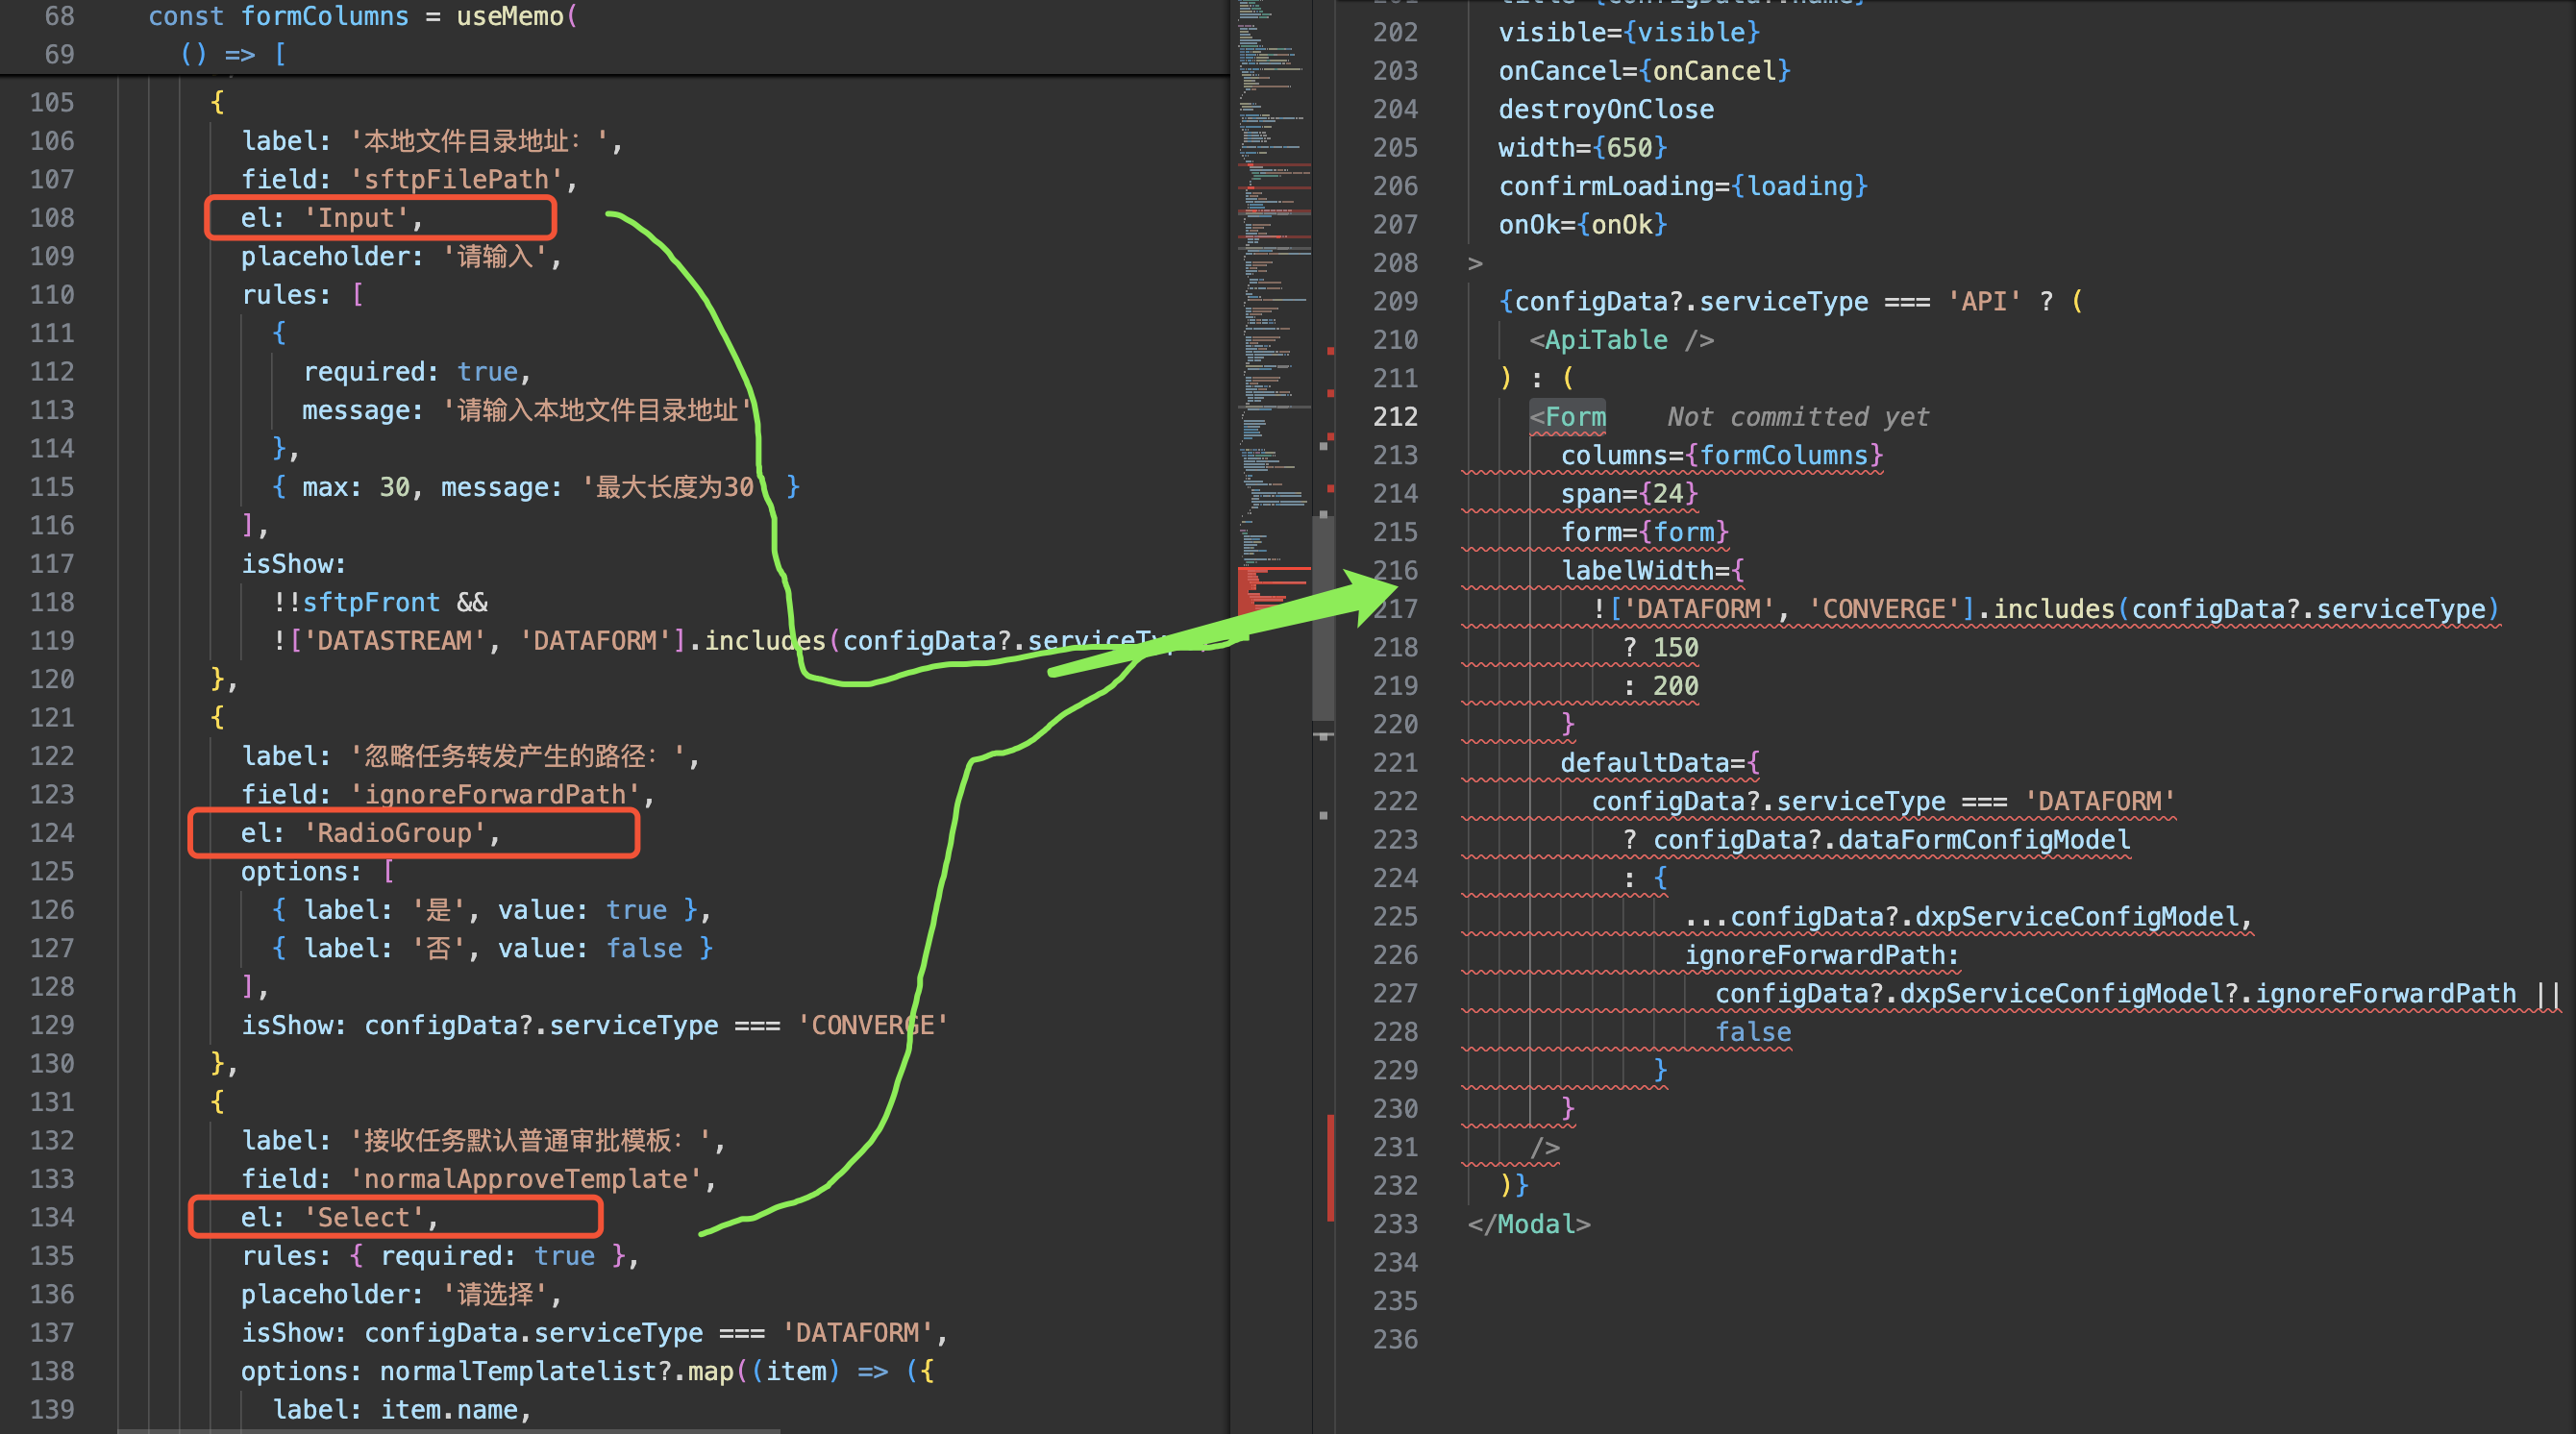 68 const formColumns = useMemo(
69 () => [
105 {
106 label: '本地文件目录地址：',
107 field: 'sftpFilePath',
108 el: 'Input',
109 placeholder: '请输入',
110 rules: [
111 {
112 required: true,
113 message: '请输入本地文件目录地址'
114 },
115 { max: 30, message: '最大长度为30 }
116 ],
117 isShow:
118 !!sftpFront &&
119 !['DATASTREAM', 'DATAFORM'].includes(configData?.serviceTyp
120 },
121 {
122 label: '忽略任务转发产生的路径：',
123 field: 'ignoreForwardPath',
124 el: 'RadioGroup',
125 options: [
126 { label: '是', value: true },
127 { label: '否', value: false }
128 ],
129 isShow: configData?.serviceType === 'CONVERGE'
130 },
131 {
132 label: '接收任务默认普通审批模板：',
133 field: 'normalApproveTemplate',
134 el: 'Select',
135 rules: { required: true },
136 placeholder: '请选择',
137 isShow: configData.serviceType === 'DATAFORM',
138 options: normalTemplatelist?.map((item) => ({
139 label: item.name,
202 visible={visible}
203 onCancel={onCancel}
204 destroyOnClose
205 width={650}
206 confirmLoading={loading}
207 onOk={onOk}
208 >
209 {configData?.serviceType === 'API' ? (
210 <ApiTable />
211 ) : (
212 <Form Not committed yet
213 columns={formColumns}
214 span={24}
215 form={form}
216 labelWidth={
217 !['DATAFORM', 'CONVERGE'].includes(configData?.serviceType)
218 ? 150
219 : 200
220 }
221 defaultData={
222 configData?.serviceType === 'DATAFORM'
223 ? configData?.dataFormConfigModel
224 : {
225 ...configData?.dxpServiceConfigModel,
226 ignoreForwardPath:
227 configData?.dxpServiceConfigModel?.ignoreForwardPath ||
228 false
229 }
230 }
231 />
232 )}
233 </Modal>
234
235
236